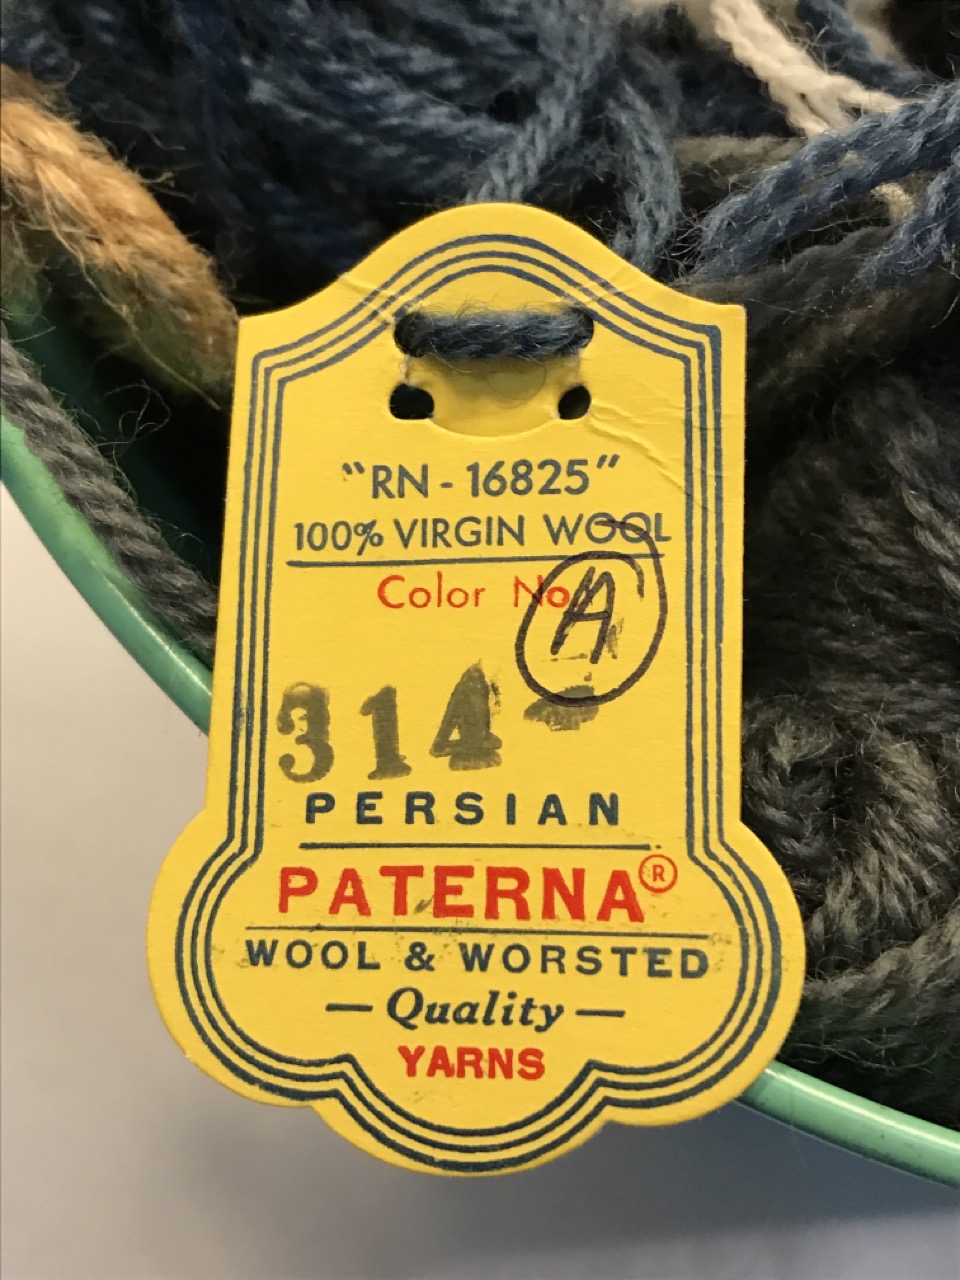 "RN - 16825"
100% VIRGIN WOOL
Color No.
A
314
PERSIAN
PATERNA®
WOOL & WORSTED
— Quality —
YARNS